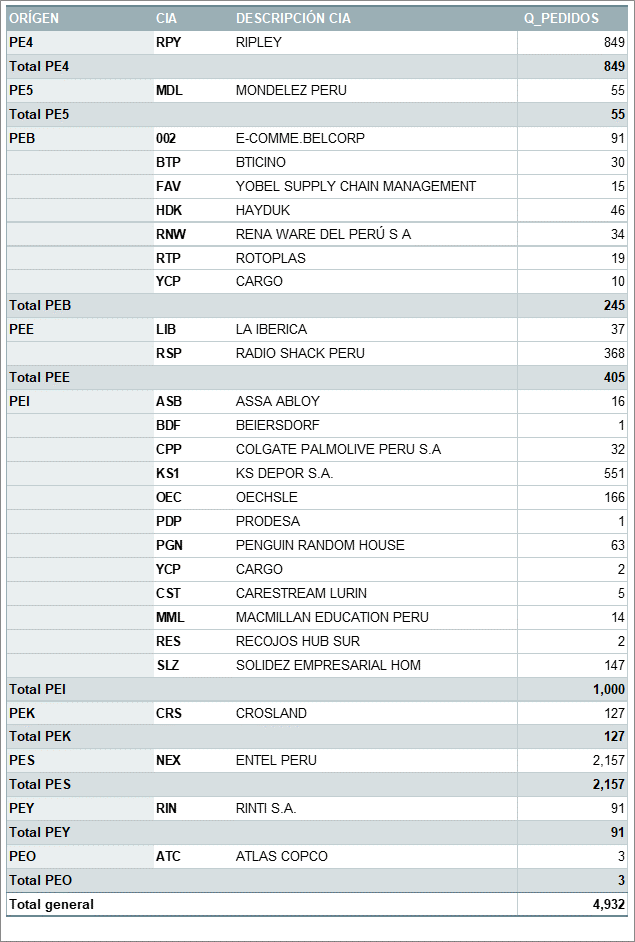 ORÍGEN CIA DESCRIPCIÓN CIA Q_PEDIDOS
PE4 RPY RIPLEY 849
Total PE4 849
PE5 MDL MONDELEZ PERU 55
Total PE5 55
PEB 002 E-COMME.BELCORP 91
BTP BTICINO 30
FAV YOBEL SUPPLY CHAIN MANAGEMENT 15
HDK HAYDUK 46
RNW RENA WARE DEL PERÚ S A 34
RTP ROTOPLAS 19
YCP CARGO 10
Total PEB 245
PEE LIB LA IBERICA 37
RSP RADIO SHACK PERU 368
Total PEE 405
PEI ASB ASSA ABLOY 16
BDF BEIERSDORF 1
CPP COLGATE PALMOLIVE PERU S.A 32
KS1 KS DEPOR S.A. 551
OEC OECHSLE 166
PDP PRODESA 1
PGN PENGUIN RANDOM HOUSE 63
YCP CARGO 2
CST CARESTREAM LURIN 5
MML MACMILLAN EDUCATION PERU 14
RES RECOJOS HUB SUR 2
SLZ SOLIDEZ EMPRESARIAL HOM 147
Total PEI 1,000
PEK CRS CROSLAND 127
Total PEK 127
PES NEX ENTEL PERU 2,157
Total PES 2,157
PEY RIN RINTI S.A. 91
Total PEY 91
PEO ATC ATLAS COPCO 3
Total PEO 3
Total general 4,932